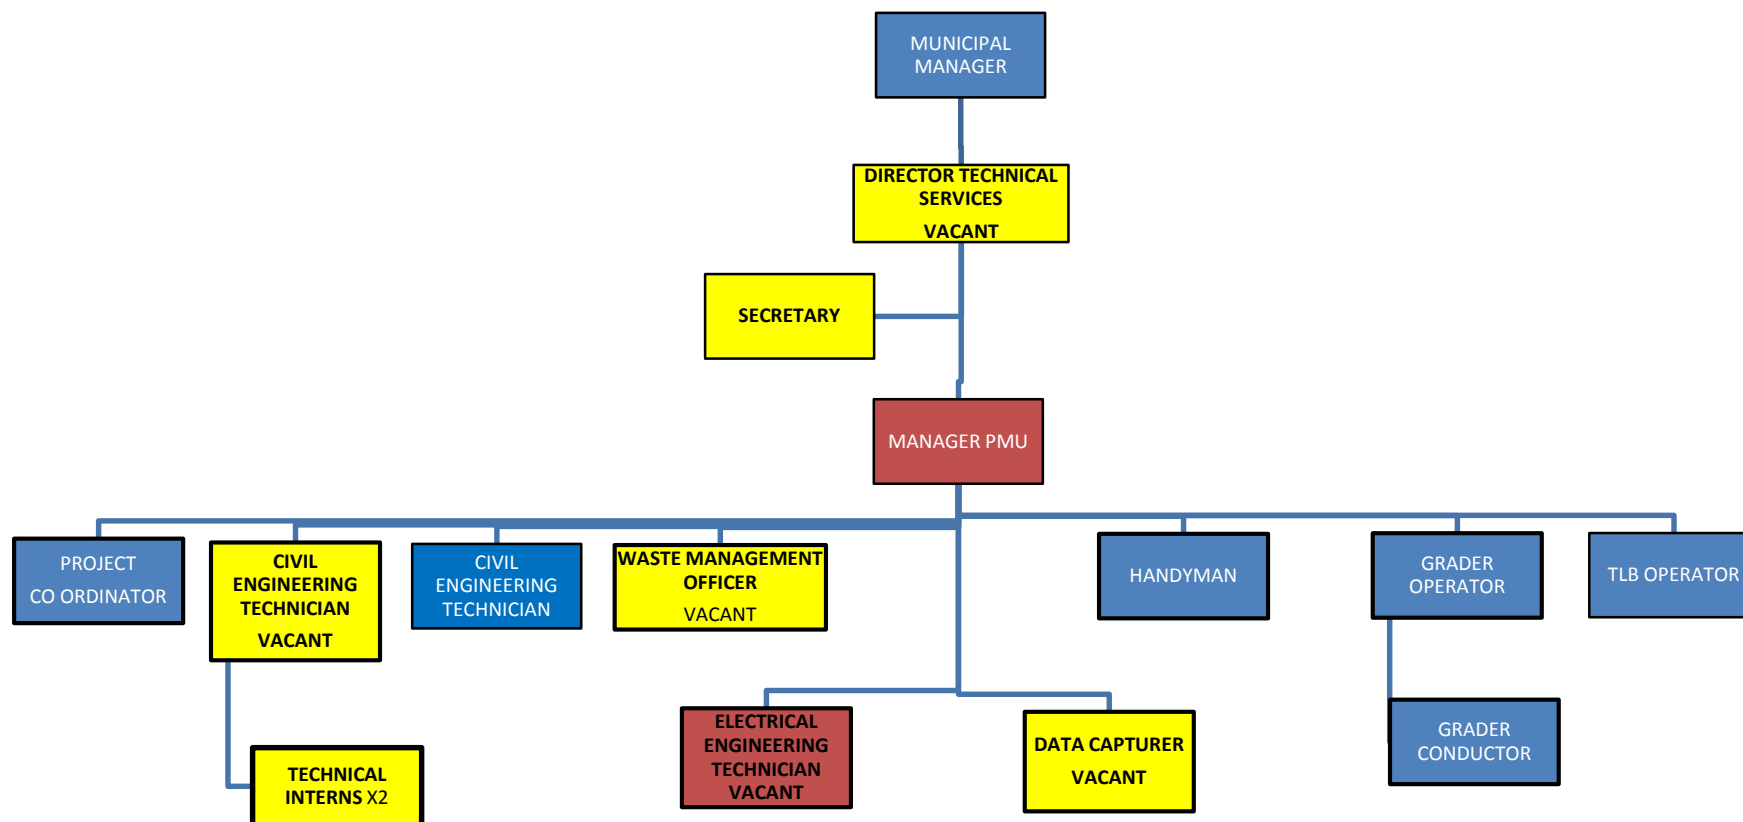 MUNICIPAL
MANAGER
DIRECTOR TECHNICAL
SERVICES
VACANT
SECRETARY
MANAGER PMU
PROJECT
CO ORDINATOR
CIVIL
ENGINEERING
TECHNICIAN
VACANT
CIVIL
ENGINEERING
TECHNICIAN
WASTE MANAGEMENT
OFFICER
VACANT
HANDYMAN
GRADER
OPERATOR
TLB OPERATOR
TECHNICAL
INTERNS X2
ELECTRICAL
ENGINEERING
TECHNICIAN
VACANT
DATA CAPTURER
VACANT
GRADER
CONDUCTOR